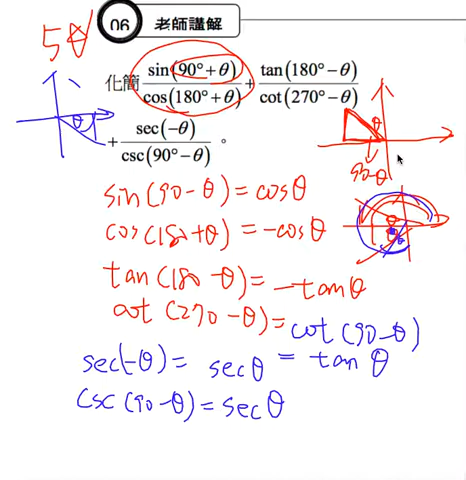 5θ
06 老師講解
化簡 sin(90°+θ)/cos(180°+θ) + tan(180°−θ)/cot(270°−θ)
+ sec(−θ)/csc(90°−θ) 。
θ
θ
90-θ
sin(90-θ)=cosθ
cos(180+θ)=-cosθ
θ
θ
tan(180-θ)=-tanθ
cot(270-θ)=cot(90-θ)
sec(-θ)= secθ = tanθ
csc(90-θ)=secθ